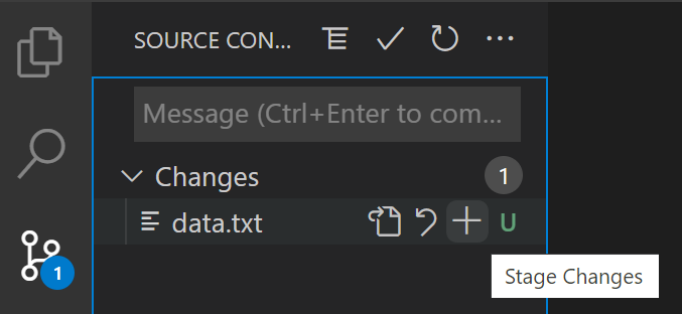 SOURCE CON...
Message (Ctrl+Enter to com...
Changes
1
data.txt
U
1
Stage Changes